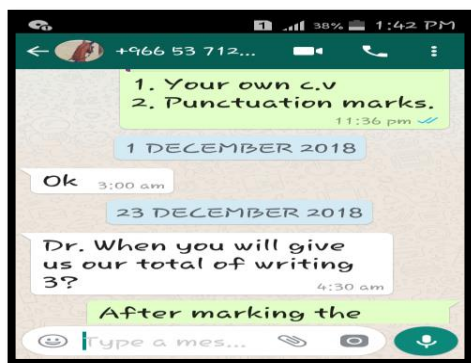 38% 1:42 PM
+966 53 712...
1. Your own c.v
2. Punctuation marks.
11:36 pm
1 DECEMBER 2018
Ok 3:00 am
23 DECEMBER 2018
Dr. When you will give
us our total of writing
3?
4:30 am
After marking the
Type a mes...